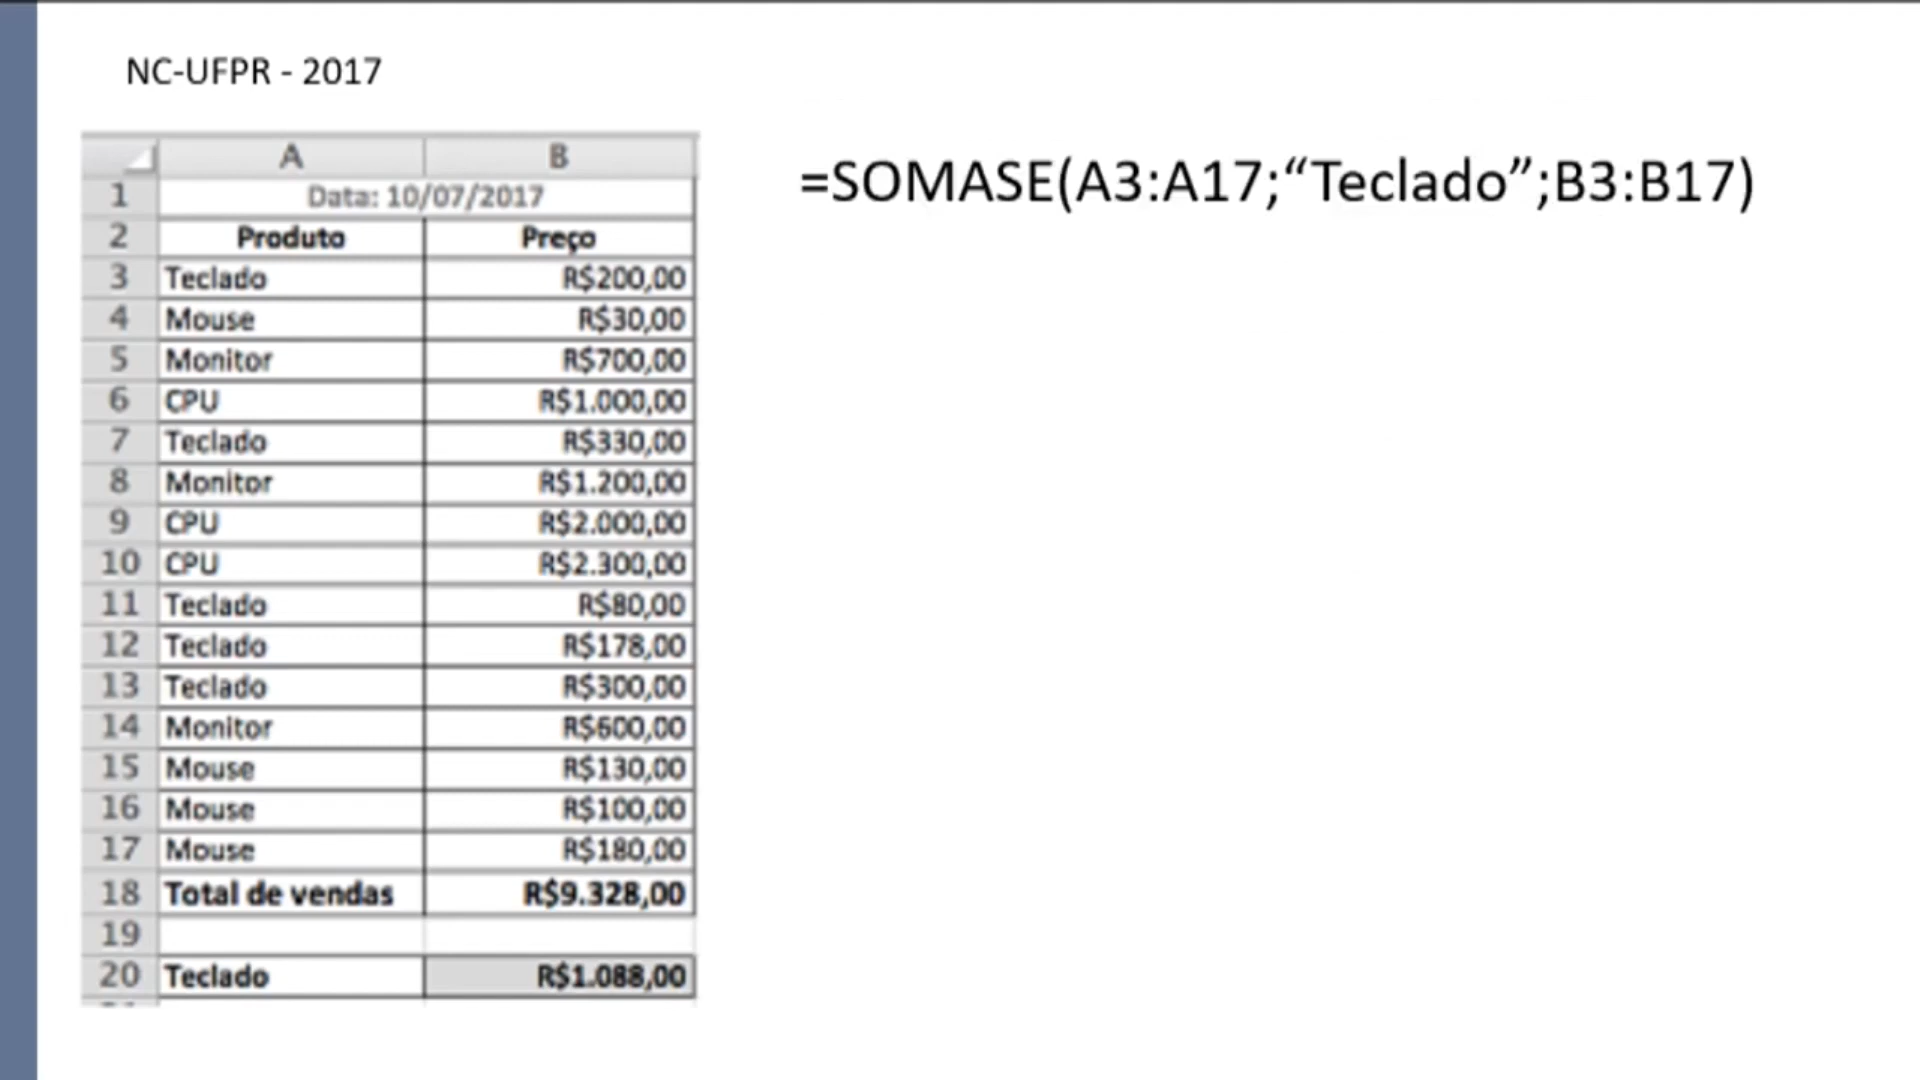 NC-UFPR - 2017
=SOMASE(A3:A17;“Teclado”;B3:B17)
A B
1 Data: 10/07/2017
2 Produto Preço
3 Teclado R$200,00
4 Mouse R$30,00
5 Monitor R$700,00
6 CPU R$1.000,00
7 Teclado R$330,00
8 Monitor R$1.200,00
9 CPU R$2.000,00
10 CPU R$2.300,00
11 Teclado R$80,00
12 Teclado R$178,00
13 Teclado R$300,00
14 Monitor R$600,00
15 Mouse R$130,00
16 Mouse R$100,00
17 Mouse R$180,00
18 Total de vendas R$9.328,00
19
20 Teclado R$1.088,00